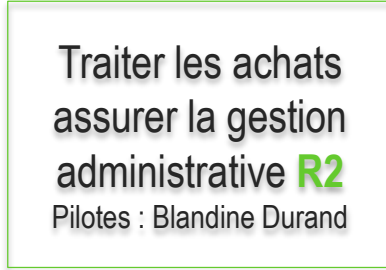 Traiter les achats
assurer la gestion
administrative R2
Pilotes : Blandine Durand